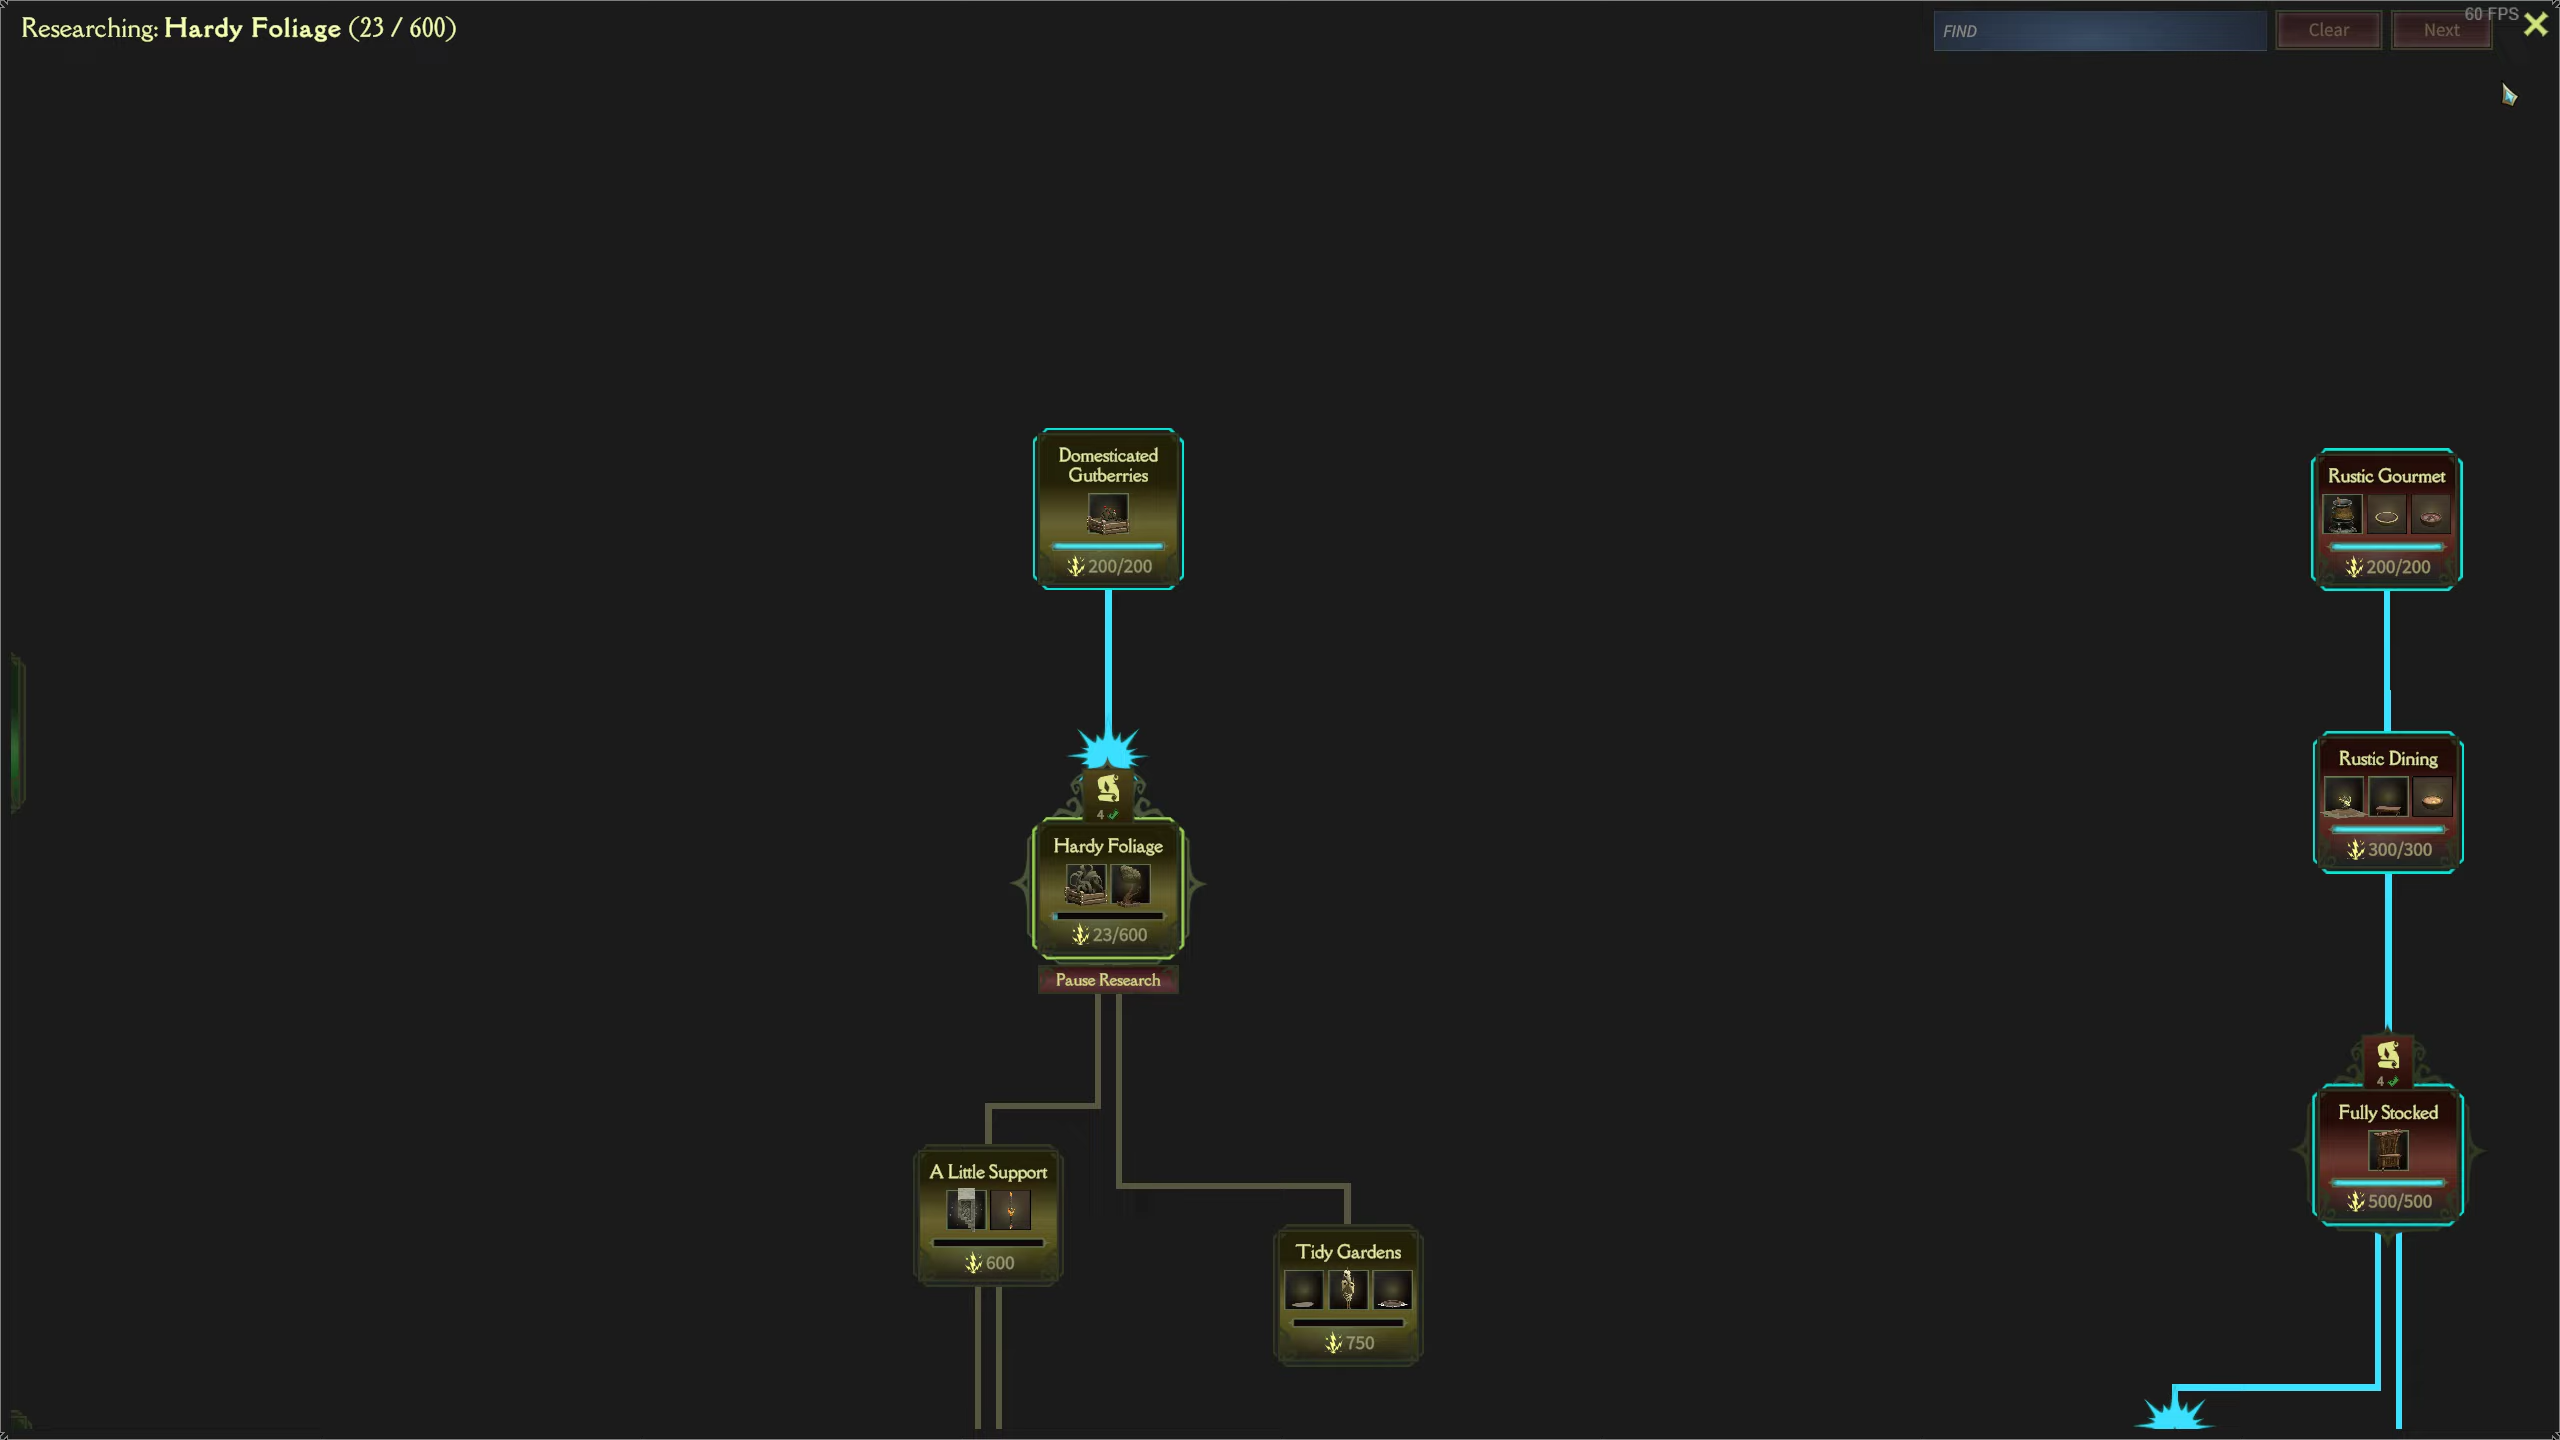 Researching: Hardy Foliage (23 / 600)
FIND
Clear
Next
60 FPS
Domesticated
Gutberries
200/200
Rustic Gourmet
200/200
Rustic Dining
300/300
4
Hardy Foliage
23/600
Pause Research
4
Fully Stocked
500/500
A Little Support
600
Tidy Gardens
750